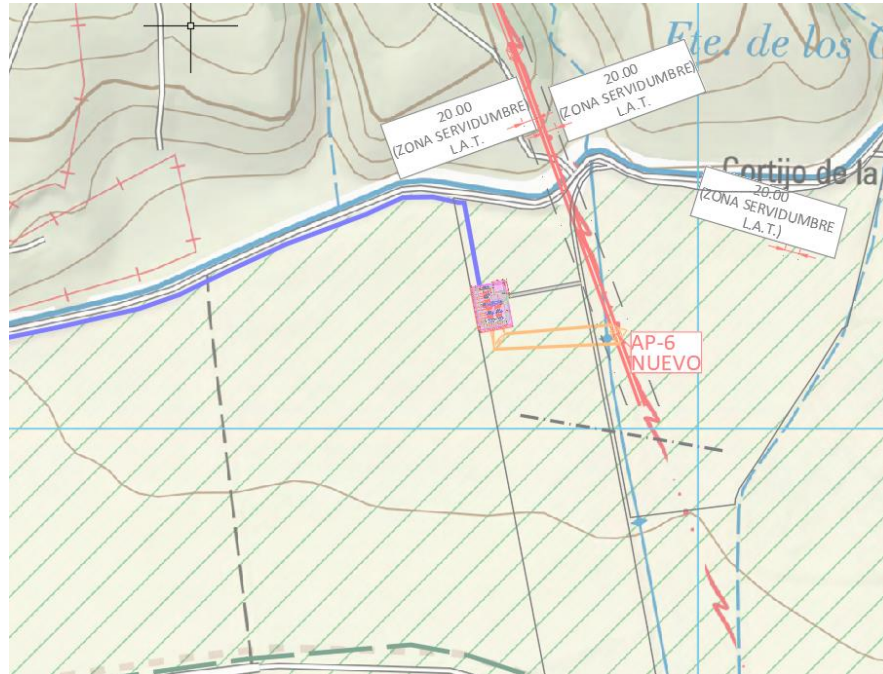 Fte. de los
20.00
(ZONA SERVIDUMBRE)
L.A.T.
20.00
(ZONA SERVIDUMBRE)
L.A.T.
Cortijo de la
20.00
(ZONA SERVIDUMBRE
L.A.T.)
AP-6
NUEVO